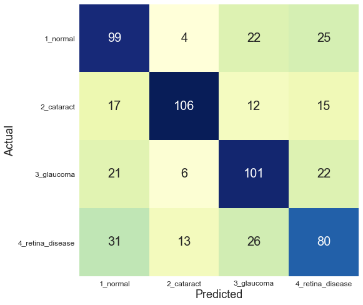 1_normal 99 4 22 25
2_cataract 17 106 12 15
Actual
3_glaucoma 21 6 101 22
4_retina_disease 31 13 26 80
1_normal 2_cataract 3_glaucoma 4_retina_disease
Predicted